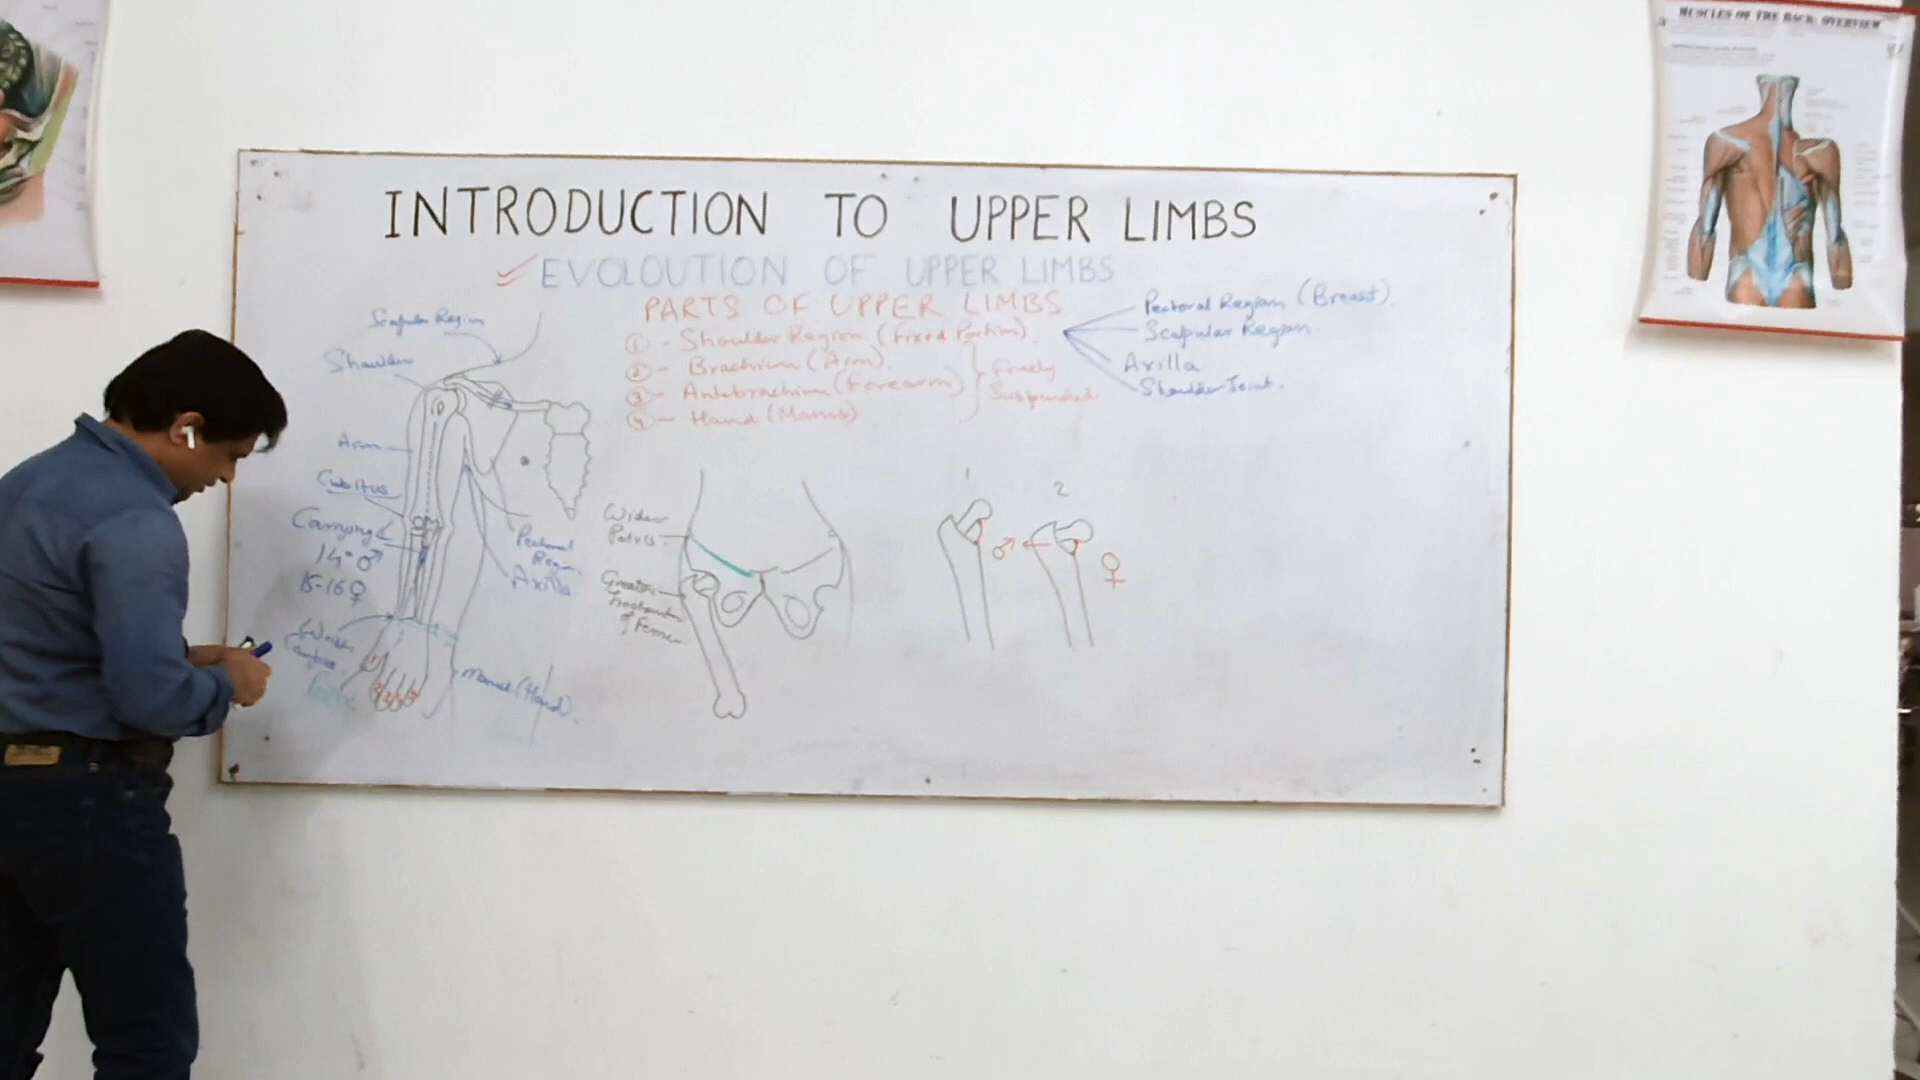 MUSCLES OF THE BACK: OVERVIEW
INTRODUCTION TO UPPER LIMBS
✓ EVOLOUTION OF UPPER LIMBS
PARTS OF UPPER LIMBS
① - Shoulder Region (Fixed Portion).
② - Brachium (Arm).
③ - Antebrachium (Forearm)
④ - Hand (Manus)
Freely
Suspended
Pectoral Region (Breast).
Scapular Region.
Axilla
Shoulder Joint.
Scapular Region
Shoulder
Arm
Cubitus
Carrying
14° ♂
15-16 ♀
Wrist
Pectoral
Region
Axilla
Manus (Hand).
Wider
Pelvis
Greater
Trochanter
of Femur
1
2
♂
♀